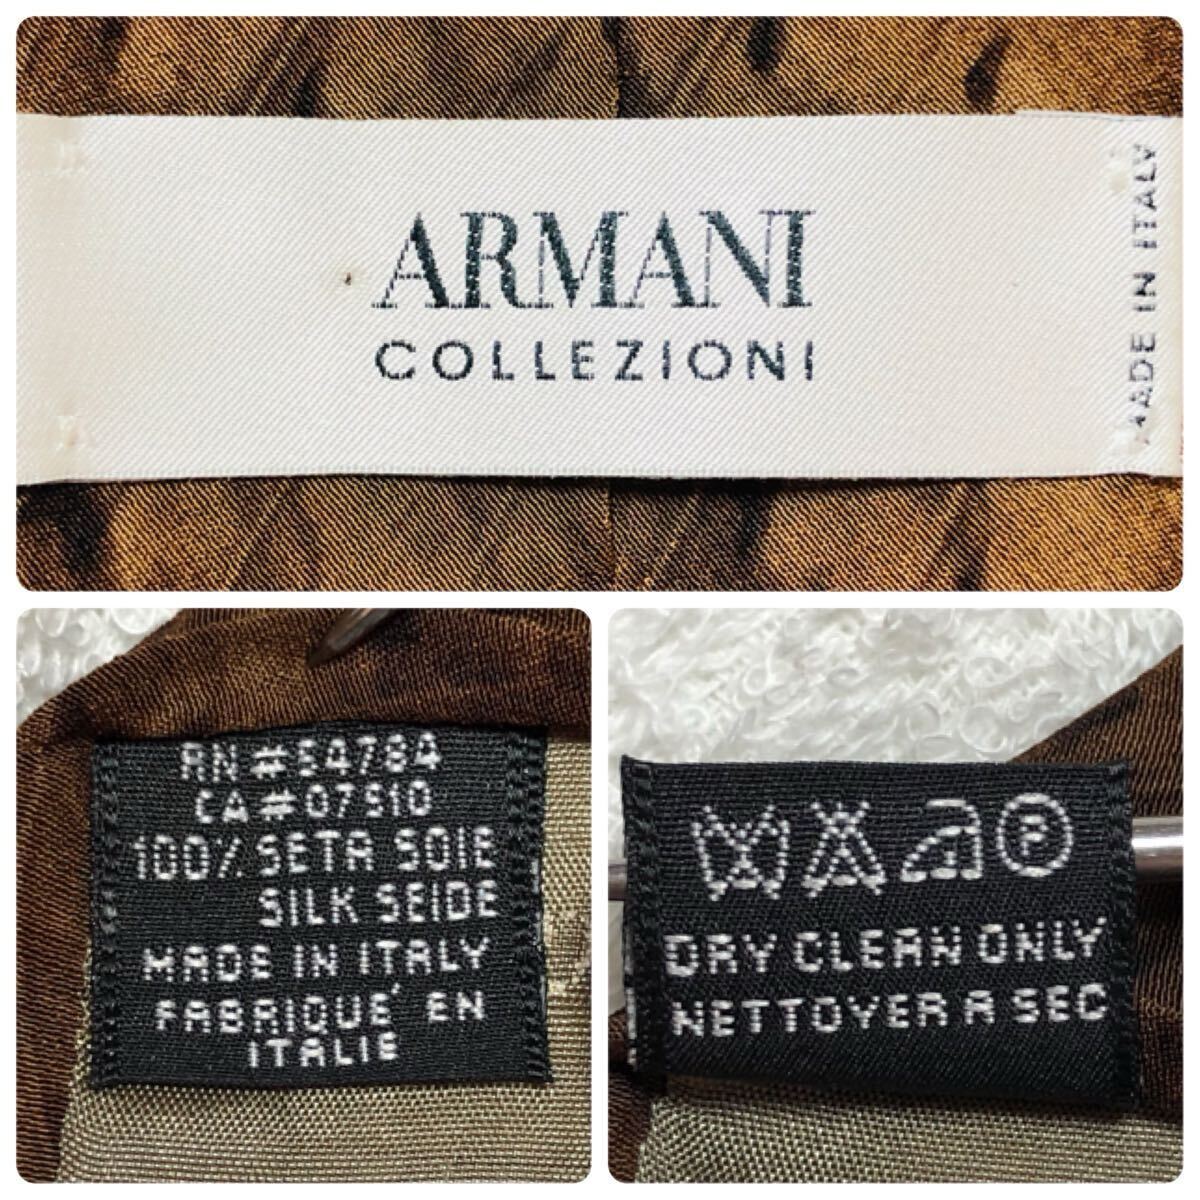 ARMANI
COLLEZIONI
MADE IN ITALY
RN #54784
CA #07510
100% SETA SOIE
SILK SEIDE
MADE IN ITALY
FABRIQUE' EN
ITALIE
P
DRY CLEAN ONLY
NETTOYER A SEC